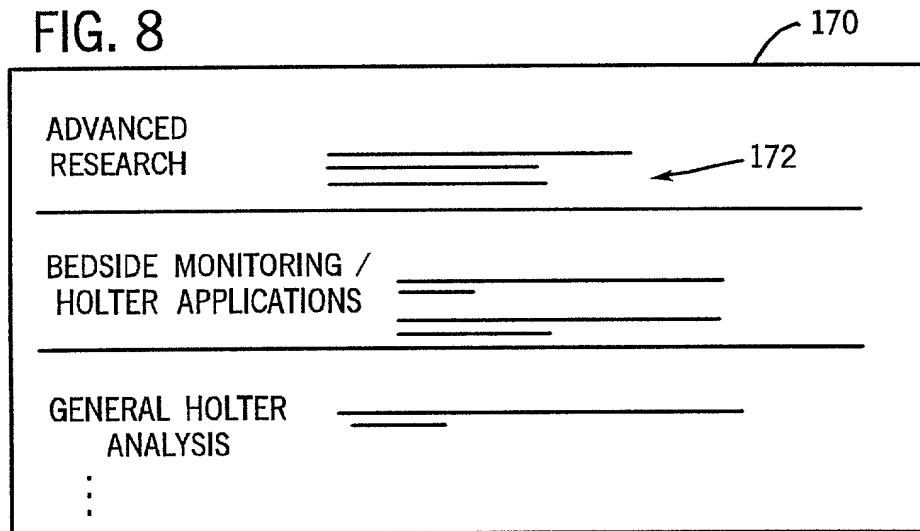 FIG. 8
170
ADVANCED
RESEARCH
172
BEDSIDE MONITORING /
HOLTER APPLICATIONS
GENERAL HOLTER
ANALYSIS